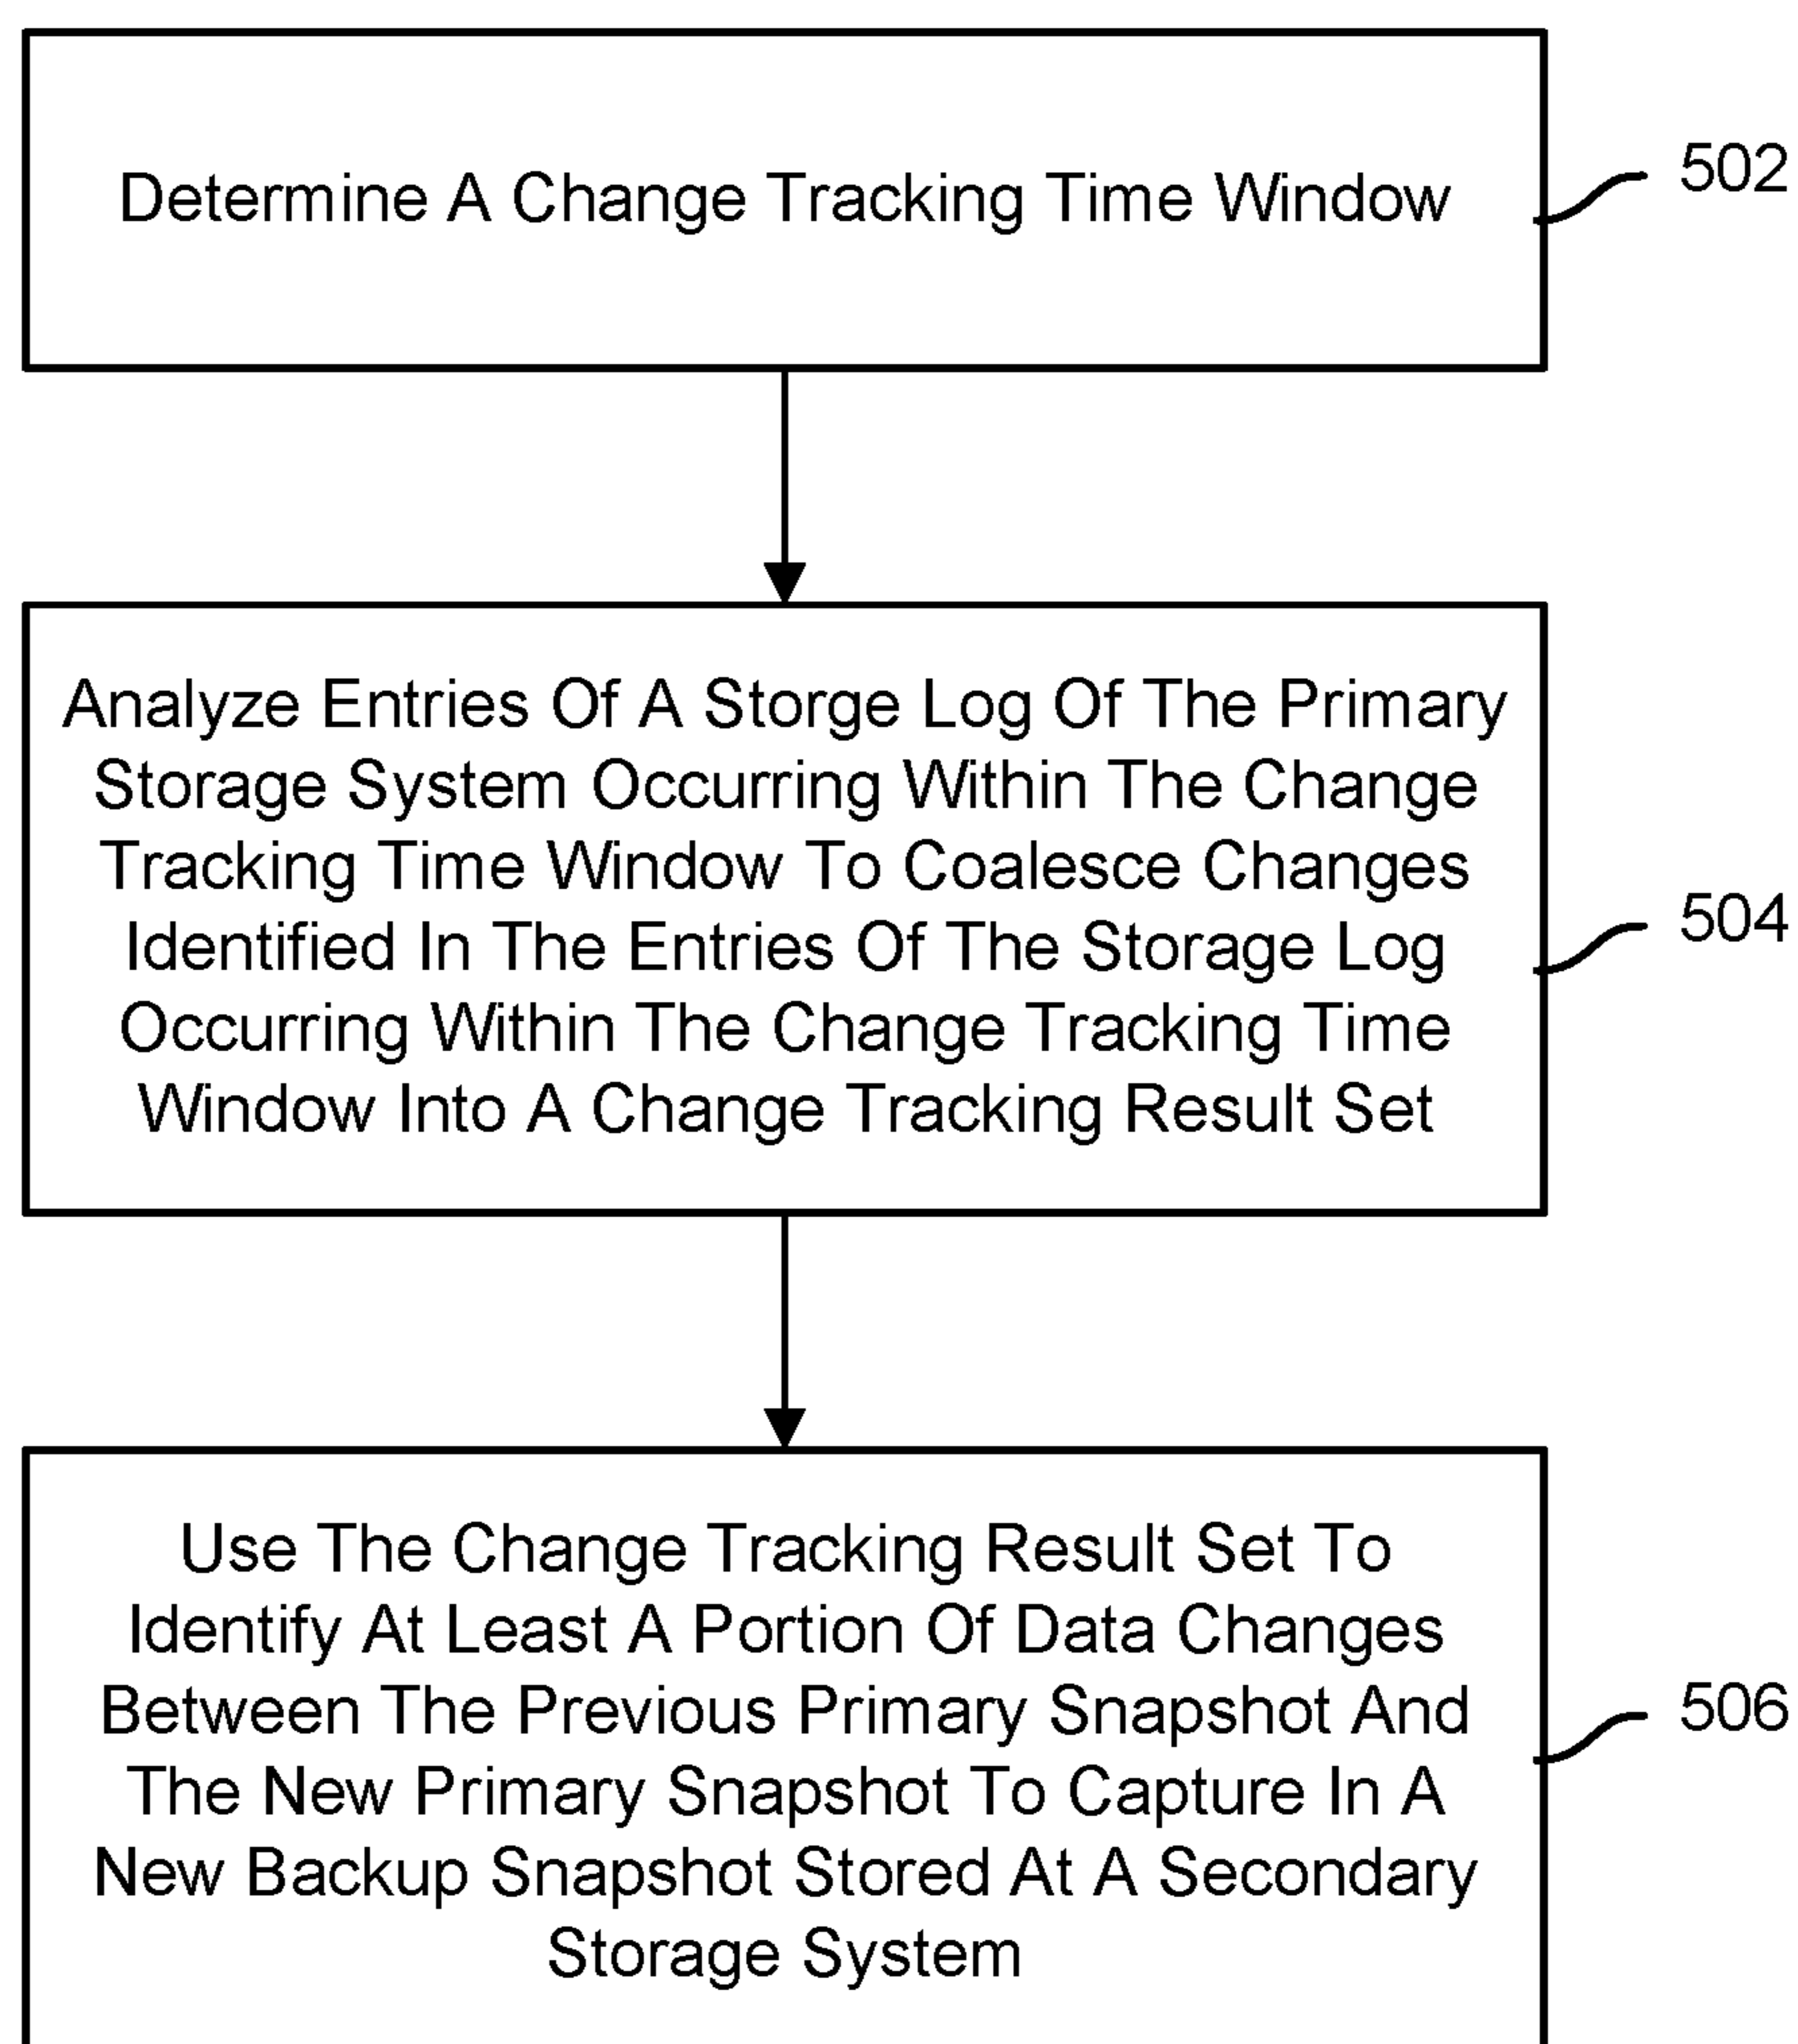 Determine A Change Tracking Time Window
502
Analyze Entries Of A Storge Log Of The Primary
Storage System Occurring Within The Change
Tracking Time Window To Coalesce Changes
Identified In The Entries Of The Storage Log
Occurring Within The Change Tracking Time
Window Into A Change Tracking Result Set
504
Use The Change Tracking Result Set To
Identify At Least A Portion Of Data Changes
Between The Previous Primary Snapshot And
The New Primary Snapshot To Capture In A
New Backup Snapshot Stored At A Secondary
Storage System
506